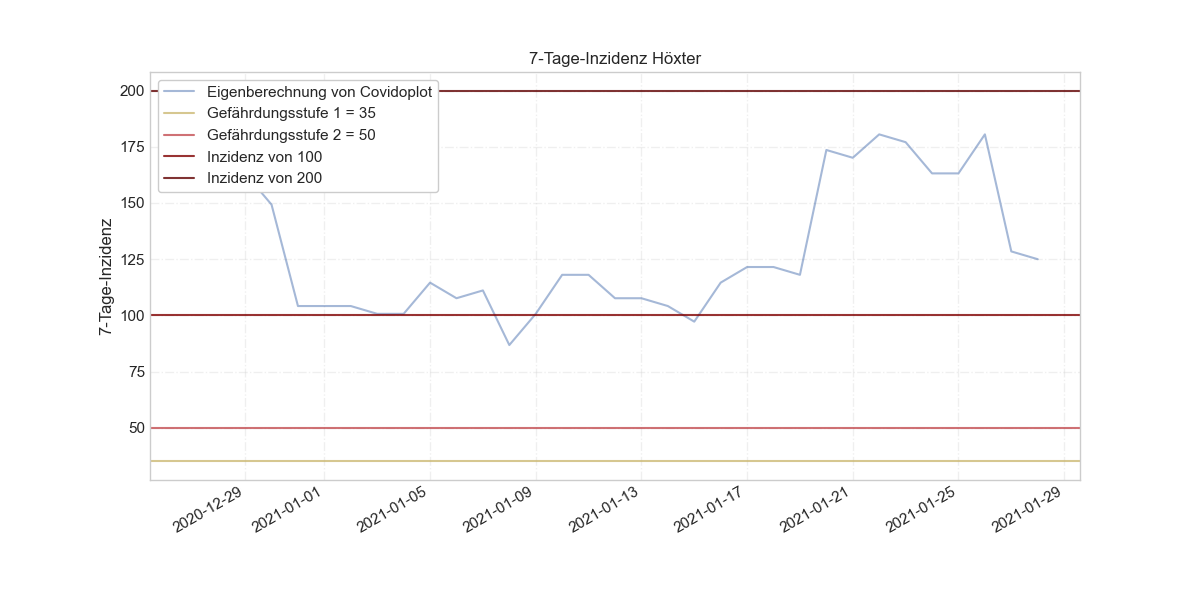 7-Tage-Inzidenz Höxter
Eigenberechnung von Covidoplot
Gefährdungsstufe 1 = 35
Gefährdungsstufe 2 = 50
Inzidenz von 100
Inzidenz von 200
7-Tage-Inzidenz
200
175
150
125
100
75
50
2020-12-29
2021-01-01
2021-01-05
2021-01-09
2021-01-13
2021-01-17
2021-01-21
2021-01-25
2021-01-29